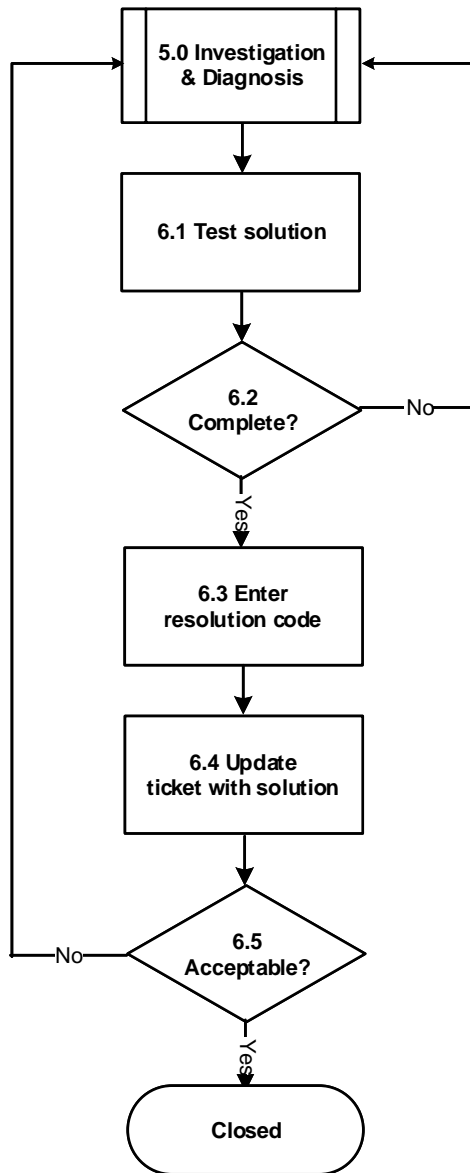 5.0 Investigation
& Diagnosis
6.1 Test solution
6.2
Complete?
No
Yes
6.3 Enter
resolution code
6.4 Update
ticket with solution
6.5
Acceptable?
No
Yes
Closed